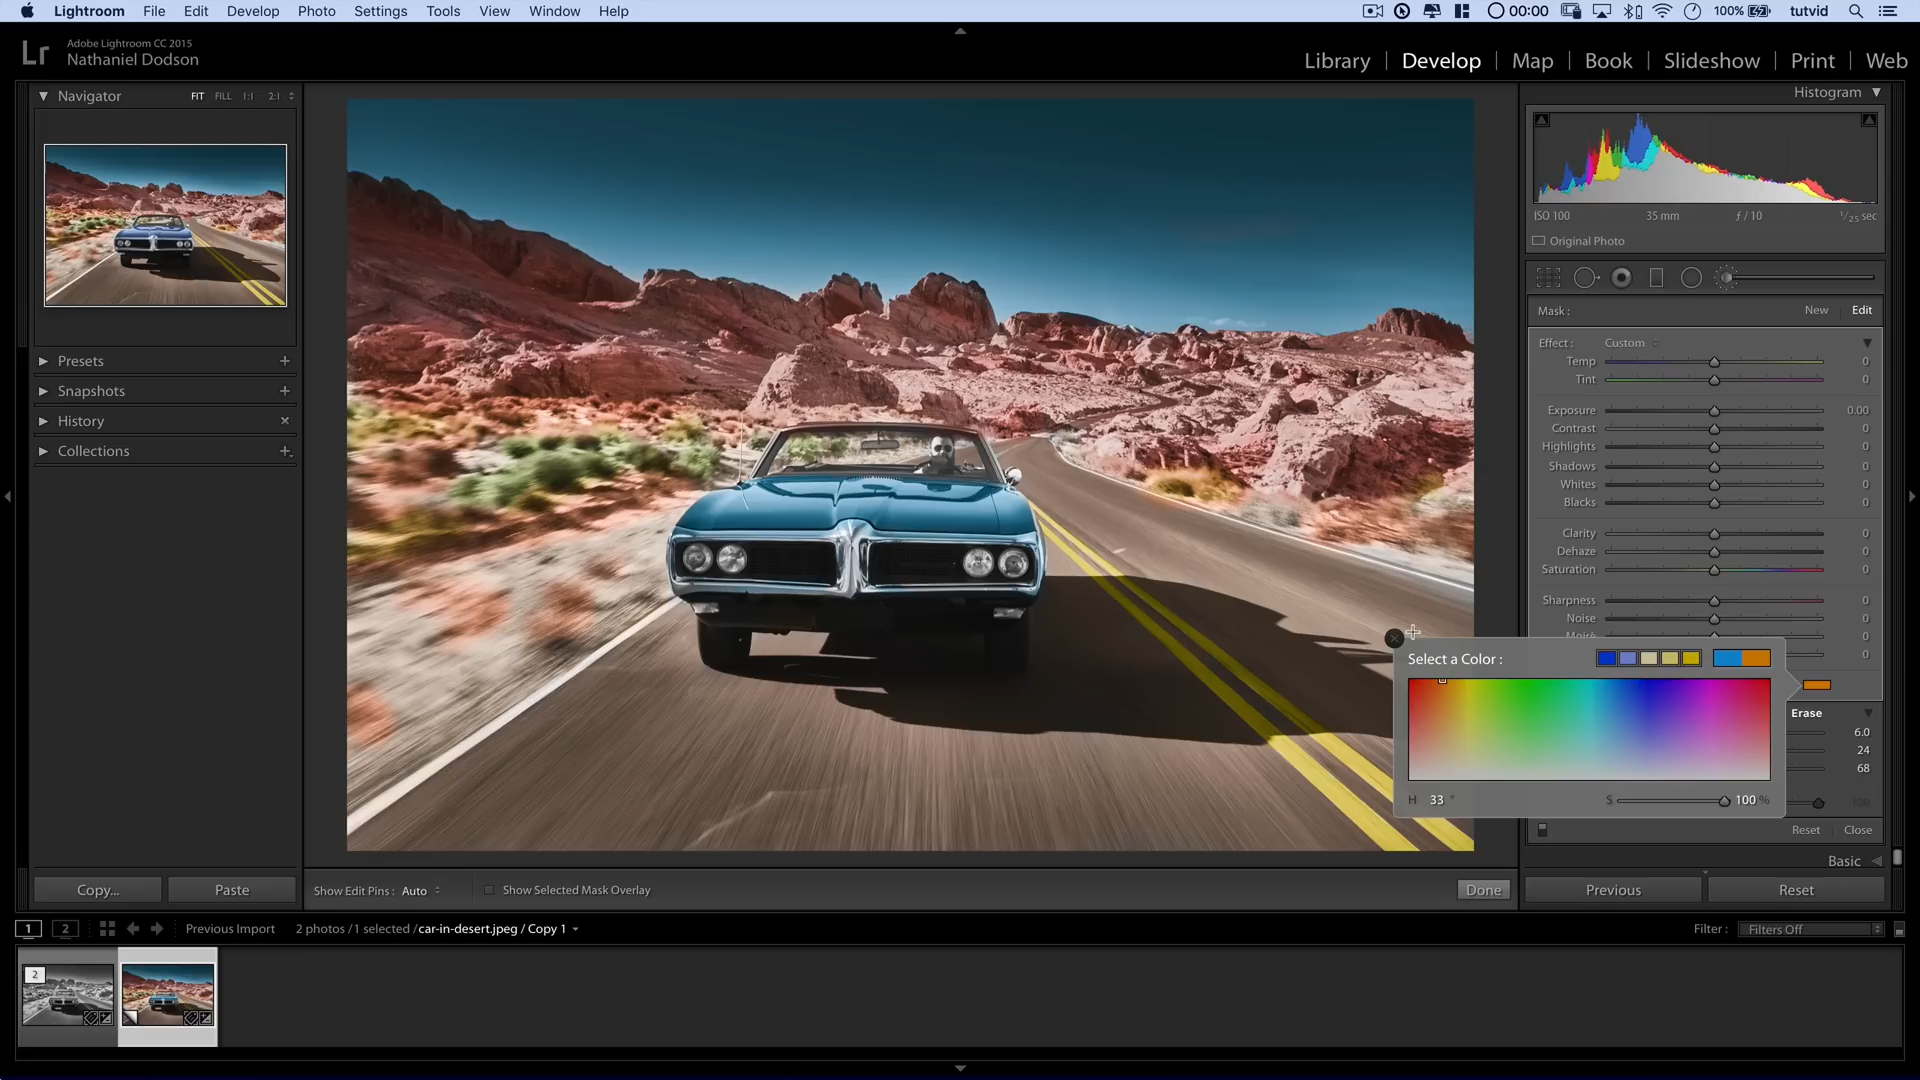 Lightroom File Edit Develop Photo Settings Tools View Window Help 00:00 100% tutvid
Lr Adobe Lightroom CC 2015
Nathaniel Dodson
Library | Develop | Map | Book | Slideshow | Print | Web
Navigator FIT FILL 1:1 2:1
Presets
Snapshots
History
Collections
Histogram
ISO 100 35 mm ƒ / 10 1/25 sec
Original Photo
Mask : New Edit
Effect : Custom
Temp 0
Tint 0
Exposure 0.00
Contrast 0
Highlights 0
Shadows 0
Whites 0
Blacks 0
Clarity 0
Dehaze 0
Saturation 0
Sharpness 0
Noise 0
Moiré 0
0
Select a Color :
H 33 ° S 100 %
Erase
6.0
24
68
100
Reset Close
Basic
Copy... Paste
Show Edit Pins : Auto Show Selected Mask Overlay Done
Previous Reset
1 2 Previous Import 2 photos / 1 selected / car-in-desert.jpeg / Copy 1 Filter : Filters Off
2